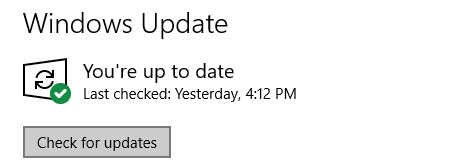 Windows Update
You're up to date
Last checked: Yesterday, 4:12 PM
Check for updates